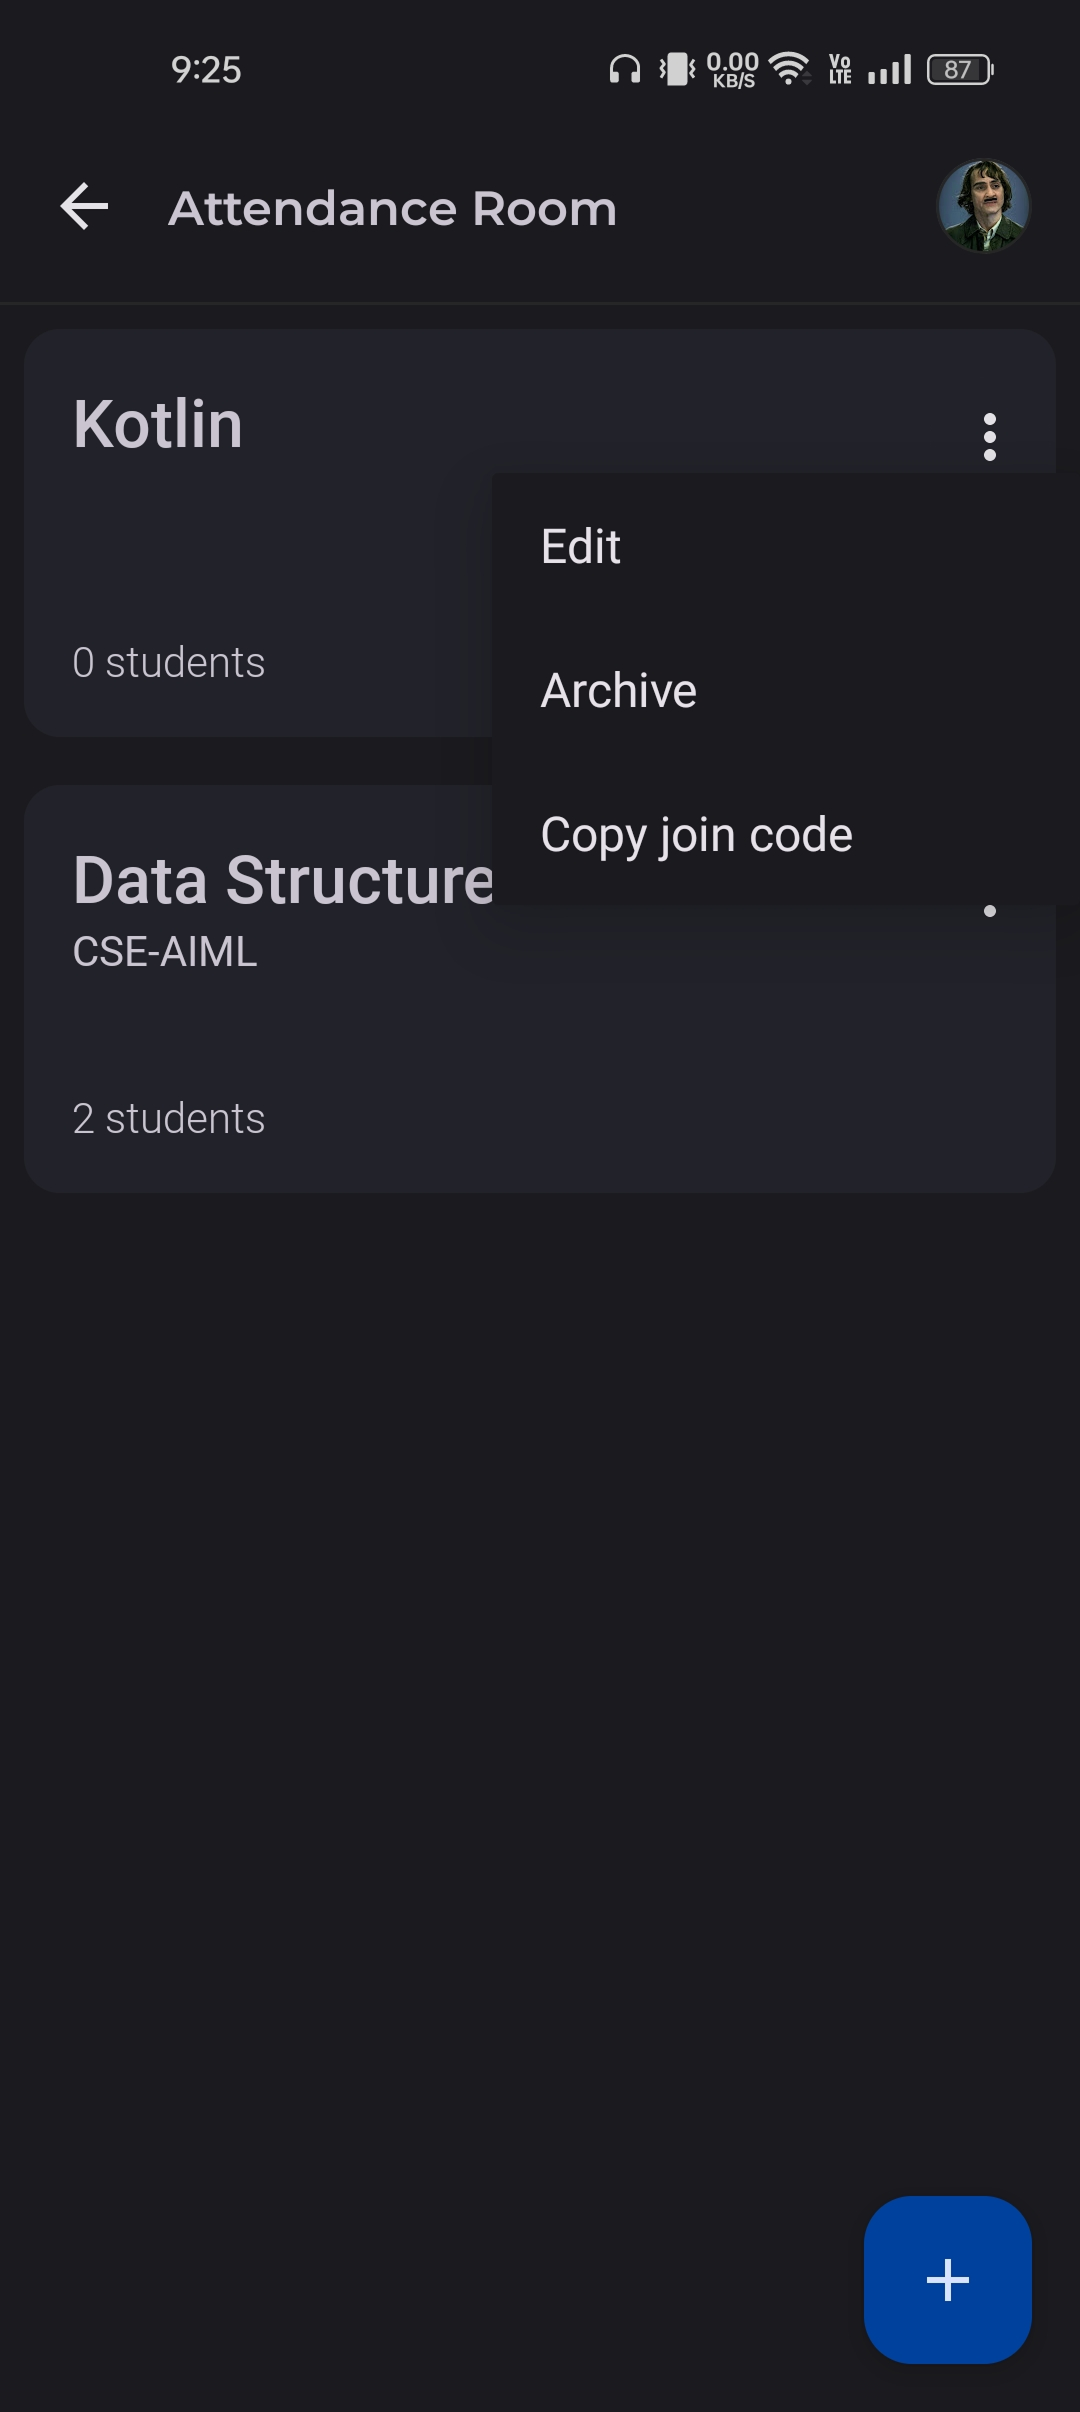 9:25
0.00
KB/S
Vo
LTE
87
Attendance Room
Kotlin
Edit
0 students
Archive
Copy join code
Data Structure
CSE-AIML
2 students